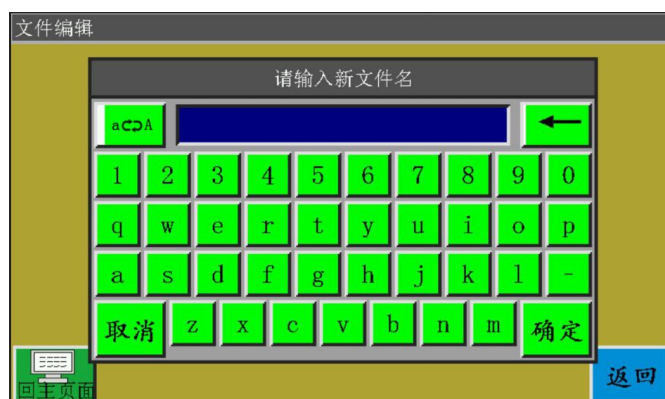 文件编辑
请输入新文件名
a A
1 2 3 4 5 6 7 8 9 0
q w e r t y u i o p
a s d f g h j k l -
取消 z x c v b n m 确定
回主页面
返回